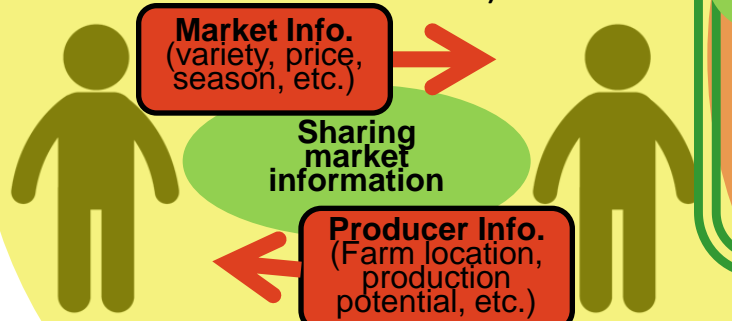 Market Info.
(variety, price,
season, etc.)
Sharing
market
information
Producer Info.
(Farm location,
production
potential, etc.)